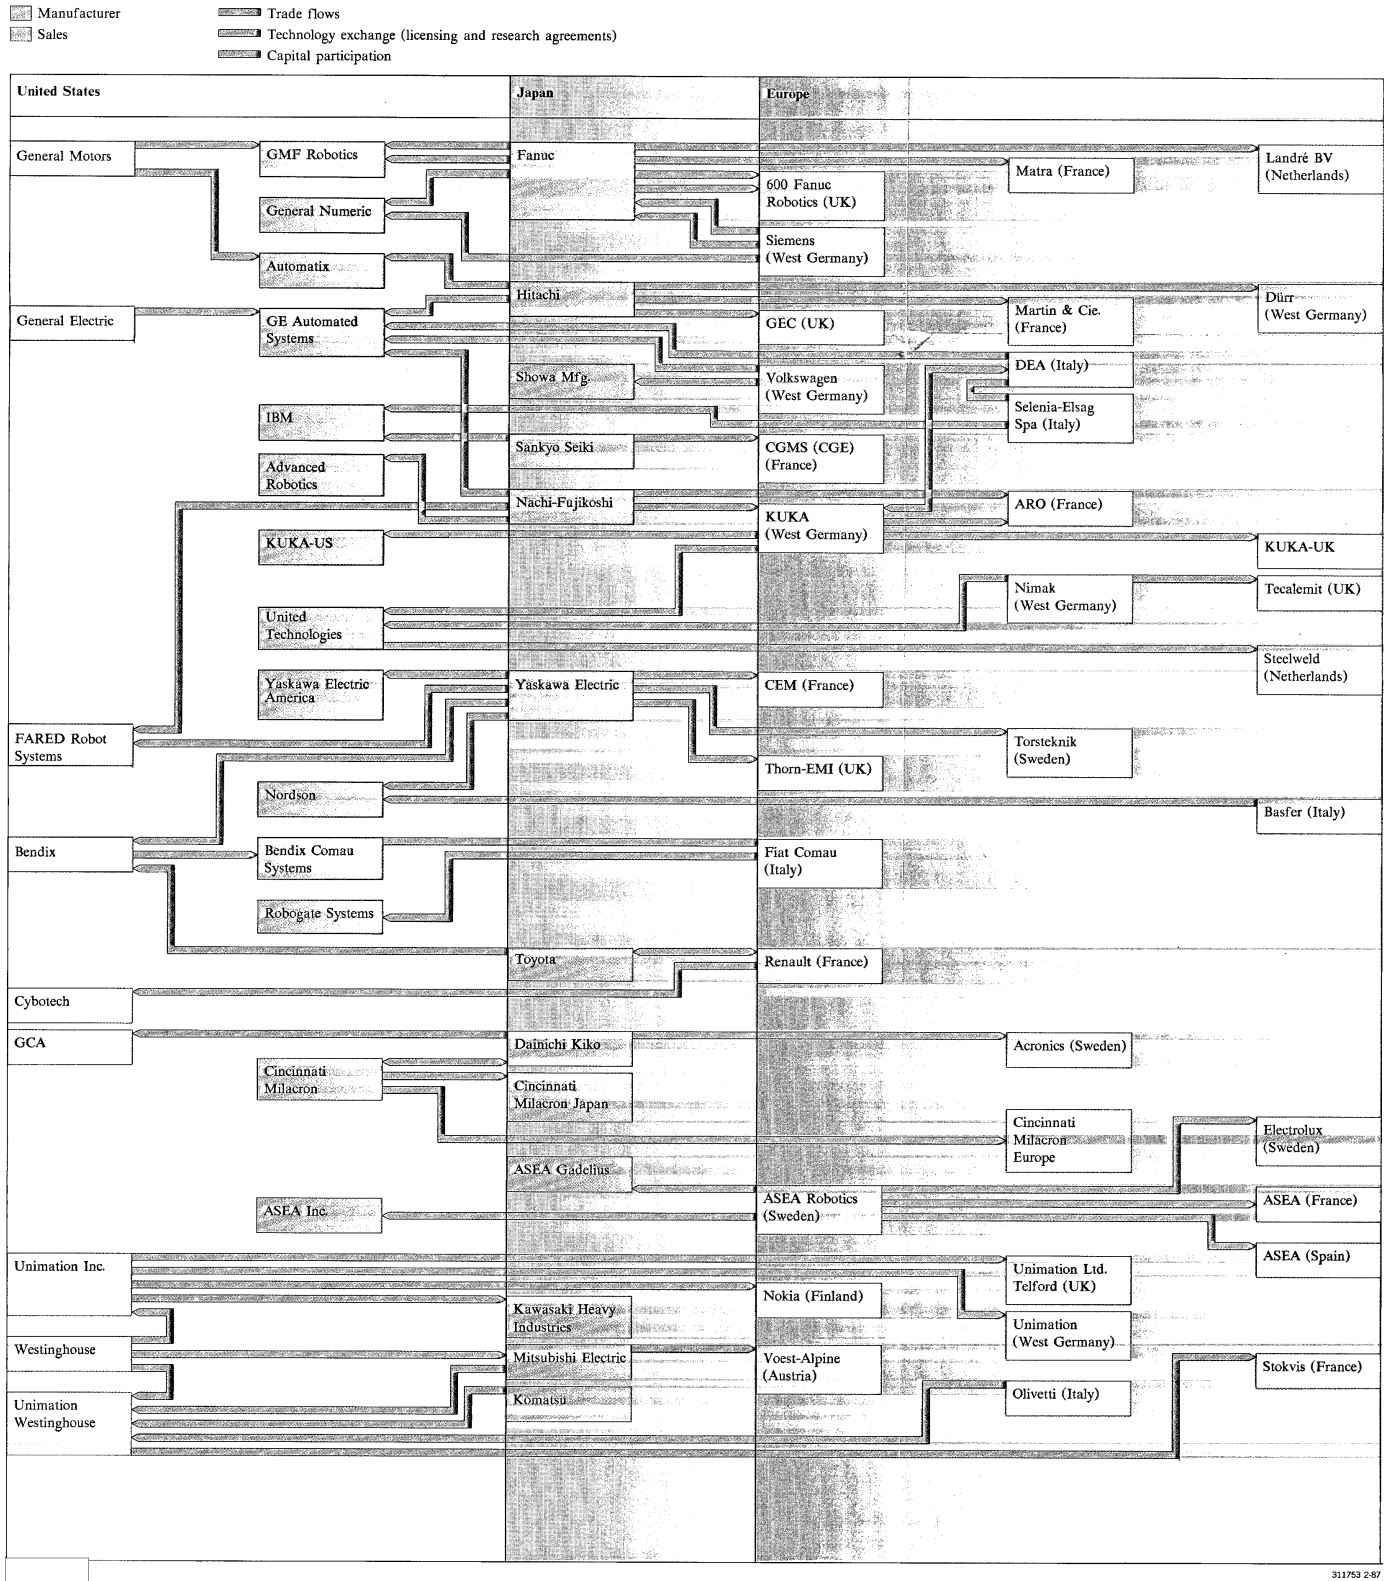 Manufacturer
Sales
Trade flows
Technology exchange (licensing and research agreements)
Capital participation
United States
Japan
Europe
General Motors
GMF Robotics
Fanuc
Landré BV
(Netherlands)
Matra (France)
600 Fanuc
Robotics (UK)
General Numeric
Siemens
(West Germany)
Automatix
Hitachi
Dürr
(West Germany)
Martin & Cie.
(France)
General Electric
GE Automated
Systems
GEC (UK)
DEA (Italy)
Showa Mfg.
Volkswagen
(West Germany)
Selenia-Elsag
Spa (Italy)
IBM
Sankyo Seiki
CGMS (CGE)
(France)
Advanced
Robotics
Nachi-Fujikoshi
ARO (France)
KUKA
(West Germany)
KUKA-US
KUKA-UK
Nimak
(West Germany)
Tecalemit (UK)
United
Technologies
Steelweld
(Netherlands)
Yaskawa Electric
America
Yaskawa Electric
CEM (France)
FARED Robot
Systems
Torsteknik
(Sweden)
Thorn-EMI (UK)
Nordson
Basfer (Italy)
Bendix
Bendix Comau
Systems
Fiat Comau
(Italy)
Robogate Systems
Toyota
Renault (France)
Cybotech
GCA
Dainichi Kiko
Acronics (Sweden)
Cincinnati
Milacron
Cincinnati
Milacron Japan
Cincinnati
Milacron
Europe
Electrolux
(Sweden)
ASEA Gadelius
ASEA Robotics
(Sweden)
ASEA (France)
ASEA Inc.
ASEA (Spain)
Unimation Inc.
Unimation Ltd.
Telford (UK)
Nokia (Finland)
Kawasaki Heavy
Industries
Unimation
(West Germany)
Westinghouse
Mitsubishi Electric
Voest-Alpine
(Austria)
Stokvis (France)
Unimation
Westinghouse
Komatsu
Olivetti (Italy)
311753 2-87